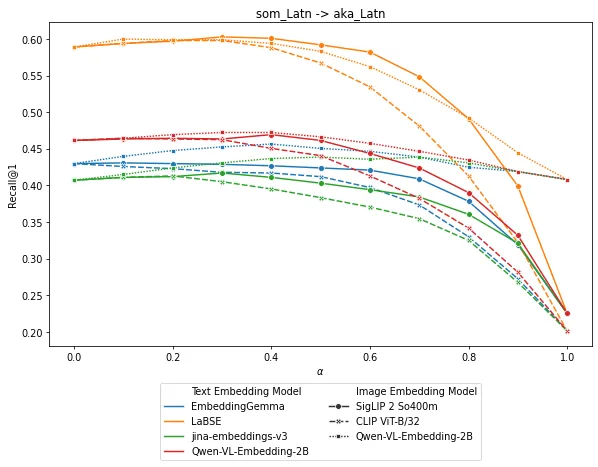 som_Latn -> aka_Latn
Recall@1
0.60
0.55
0.50
0.45
0.40
0.35
0.30
0.25
0.20
0.0 0.2 0.4 0.6 0.8 1.0
α
Text Embedding Model Image Embedding Model
EmbeddingGemma SigLIP 2 So400m
LaBSE CLIP ViT-B/32
jina-embeddings-v3 Qwen-VL-Embedding-2B
Qwen-VL-Embedding-2B